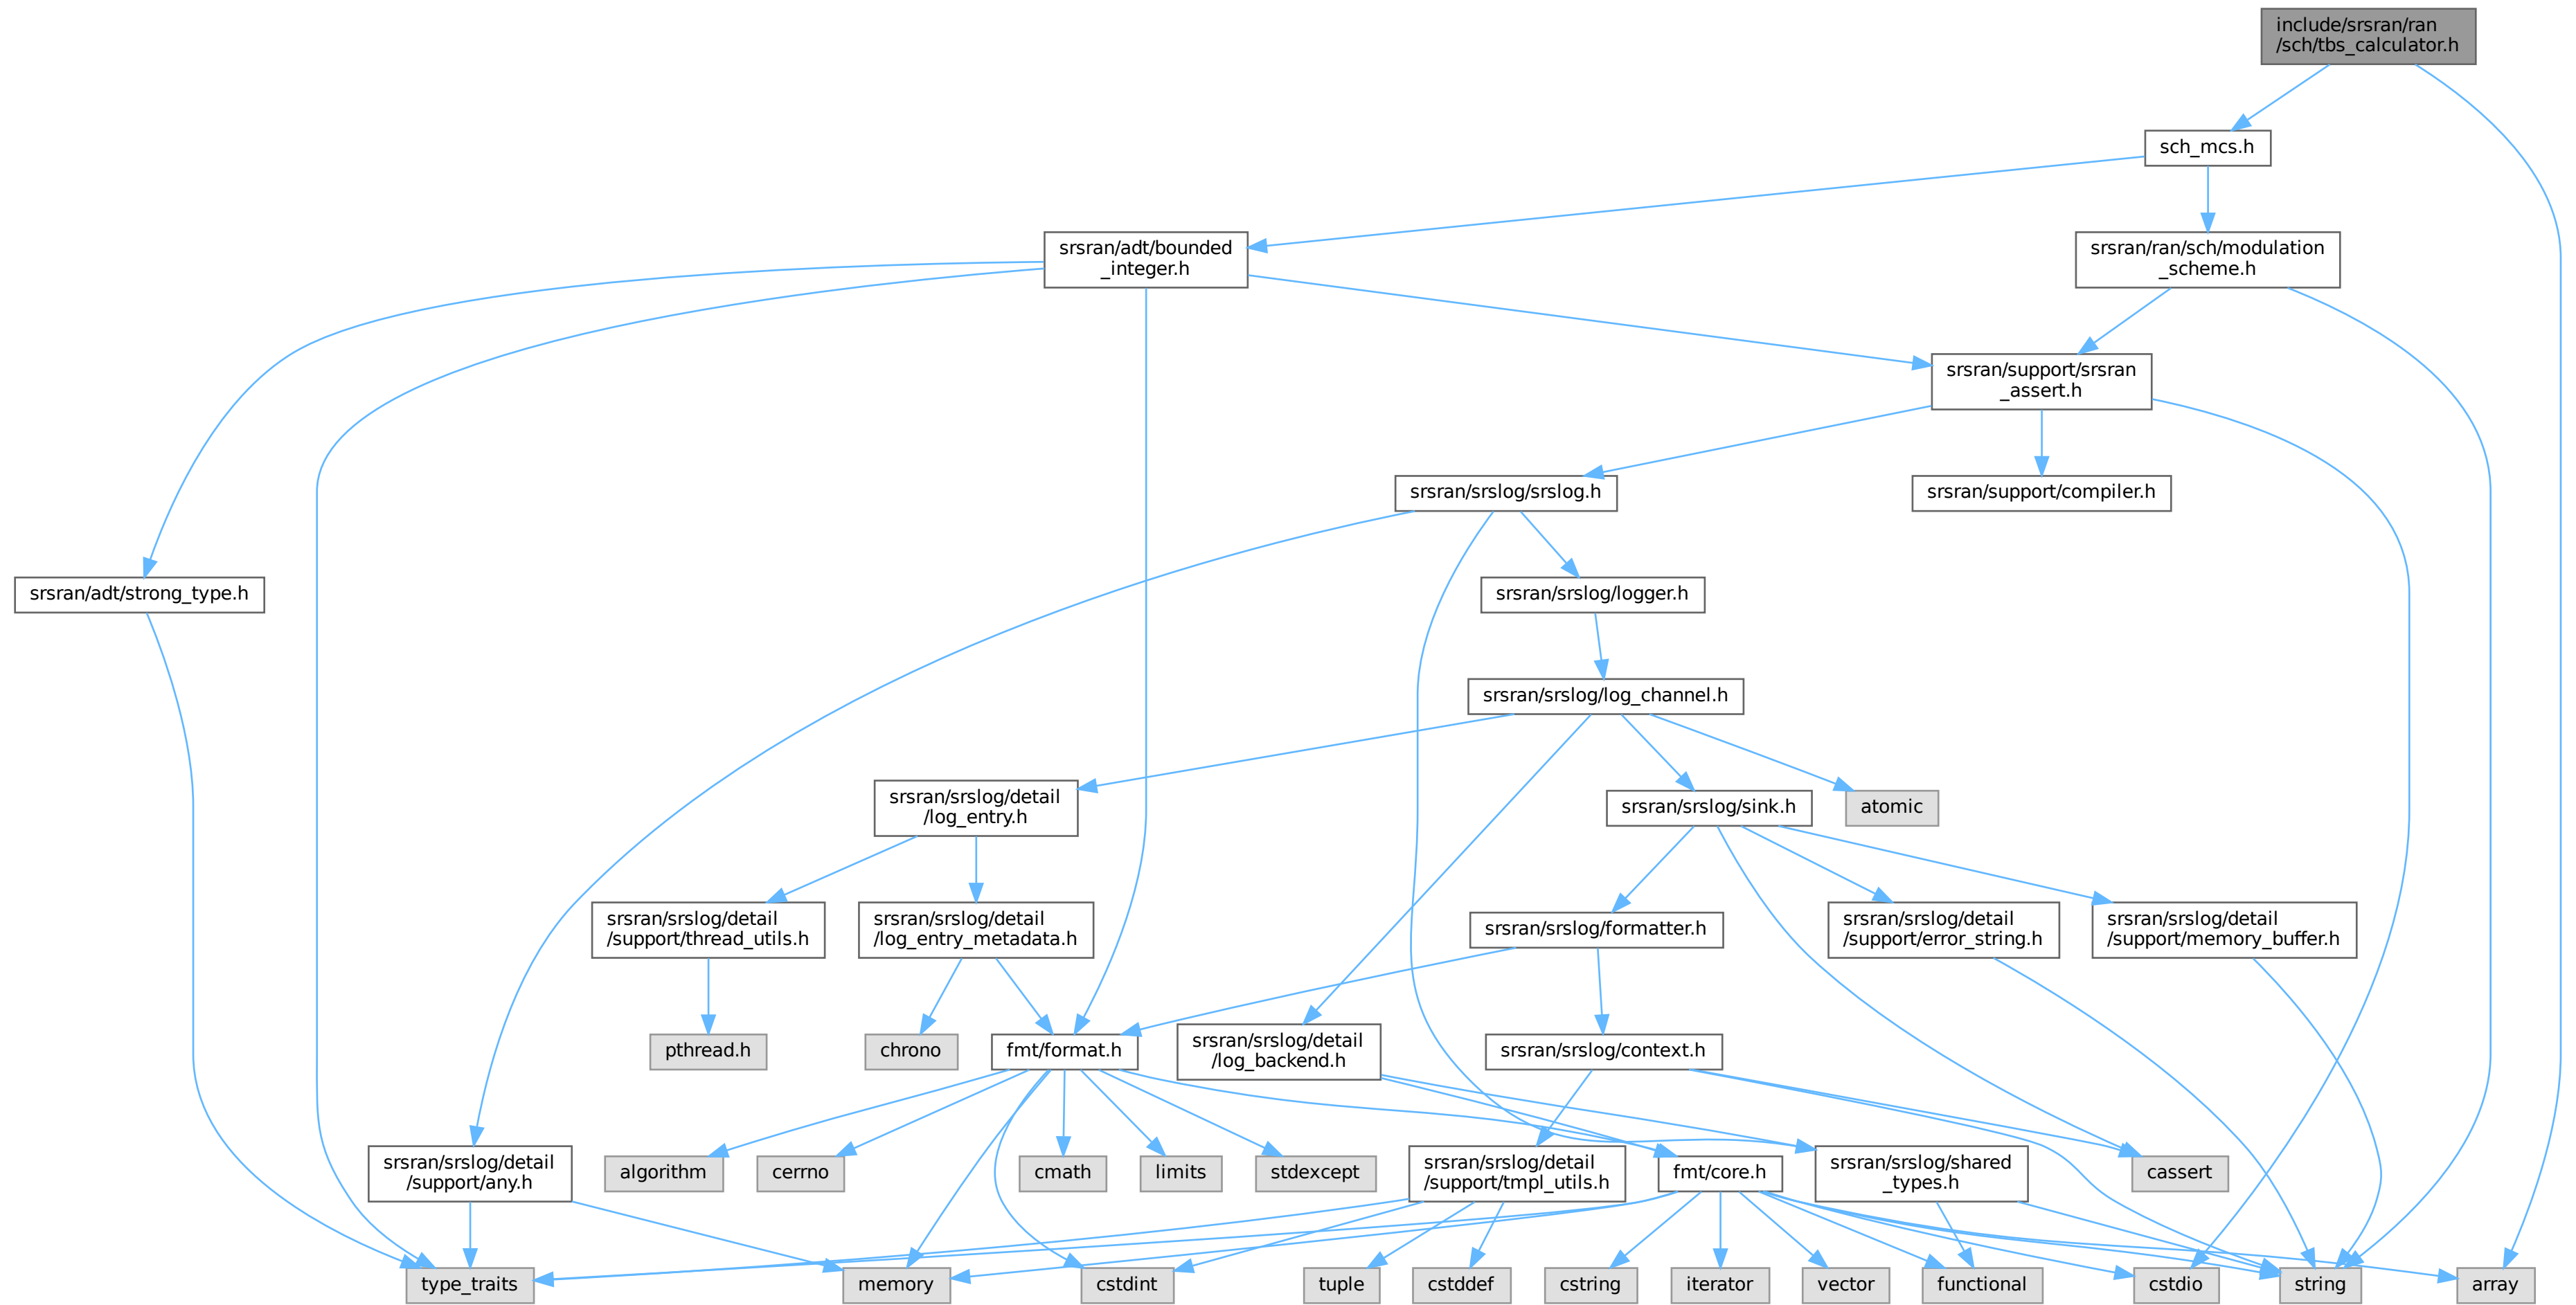 include/srsran/ran
/sch/tbs_calculator.h
sch_mcs.h
srsran/adt/bounded
_integer.h
srsran/ran/sch/modulation
_scheme.h
srsran/support/srsran
_assert.h
srsran/srslog/srslog.h
srsran/support/compiler.h
srsran/adt/strong_type.h
srsran/srslog/logger.h
srsran/srslog/log_channel.h
srsran/srslog/detail
/log_entry.h
srsran/srslog/sink.h
atomic
srsran/srslog/detail
/support/thread_utils.h
srsran/srslog/detail
/log_entry_metadata.h
srsran/srslog/formatter.h
srsran/srslog/detail
/support/error_string.h
srsran/srslog/detail
/support/memory_buffer.h
pthread.h
chrono
fmt/format.h
srsran/srslog/detail
/log_backend.h
srsran/srslog/context.h
srsran/srslog/detail
/support/any.h
algorithm
cerrno
cmath
limits
stdexcept
srsran/srslog/detail
/support/tmpl_utils.h
fmt/core.h
srsran/srslog/shared
_types.h
cassert
type_traits
memory
cstdint
tuple
cstddef
cstring
iterator
vector
functional
cstdio
string
array